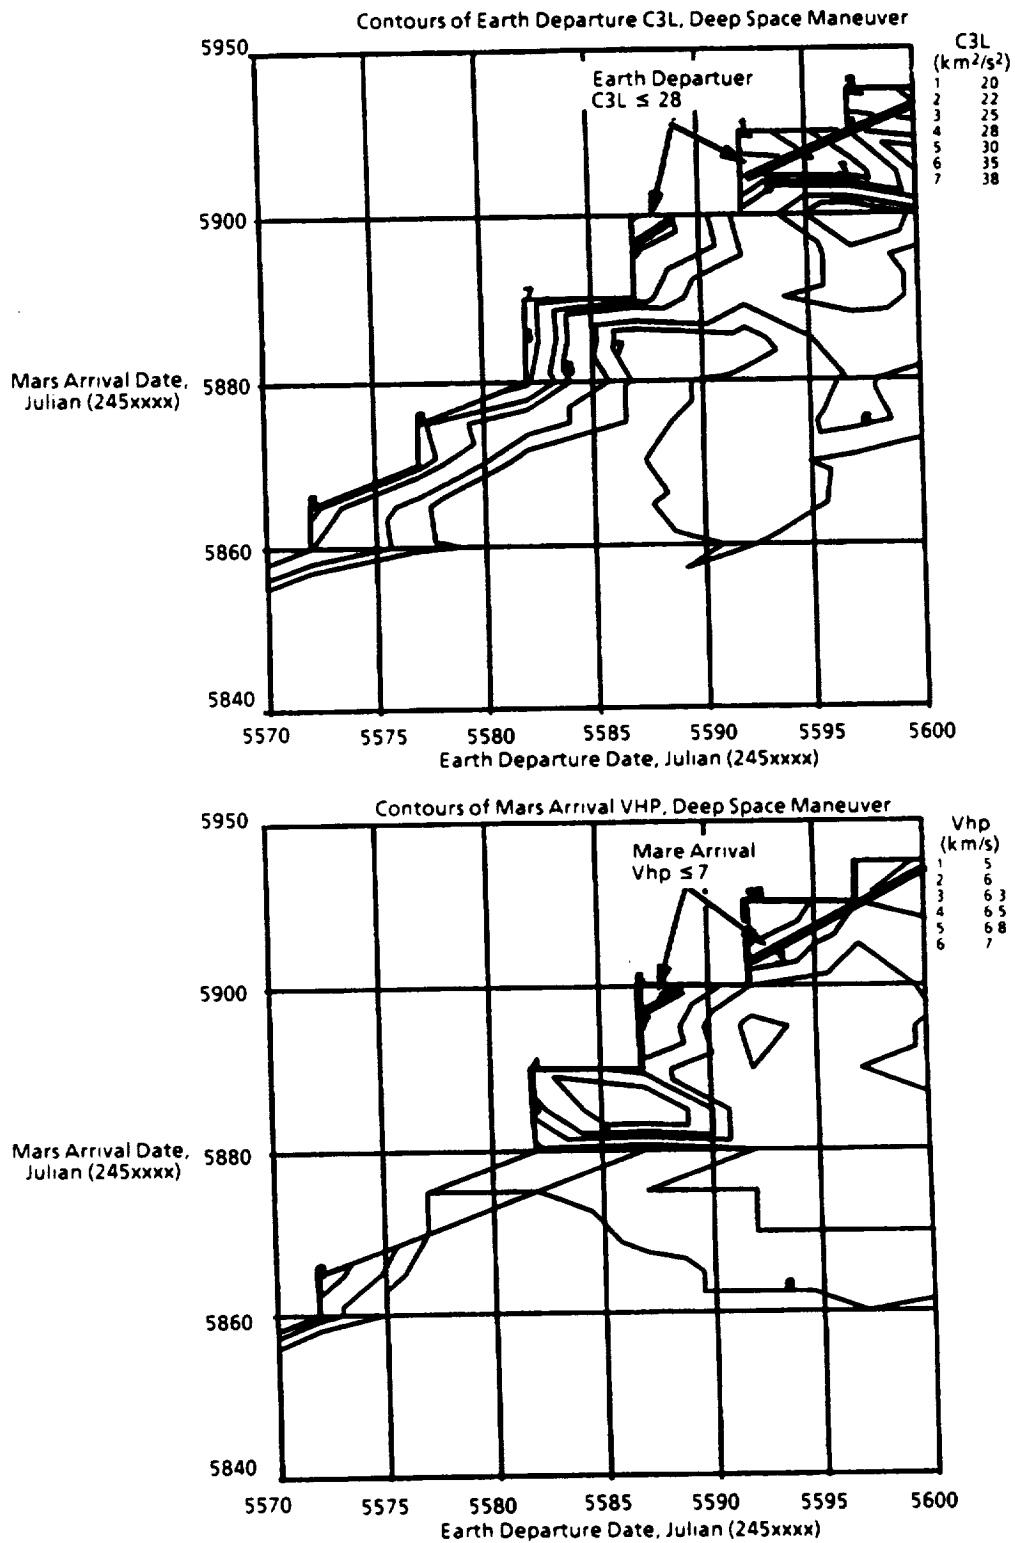 Contours of Earth Departure C3L, Deep Space Maneuver
5950
C3L
(km2/s2)
Earth Departuer
C3L ≤ 28
1 20
2 22
3 25
4 28
5 30
6 35
7 38
5900
Mars Arrival Date,
Julian (245xxxx)
5880
5860
5840
5570 5575 5580 5585 5590 5595 5600
Earth Departure Date, Julian (245xxxx)
Contours of Mars Arrival VHP, Deep Space Maneuver
5950
Vhp
(km/s)
Mare Arrival
Vhp ≤ 7
1 5
2 6
3 6 3
4 6 5
5 6 8
6 7
5900
Mars Arrival Date,
Julian (245xxxx)
5880
5860
5840
5570 5575 5580 5585 5590 5595 5600
Earth Departure Date, Julian (245xxxx)